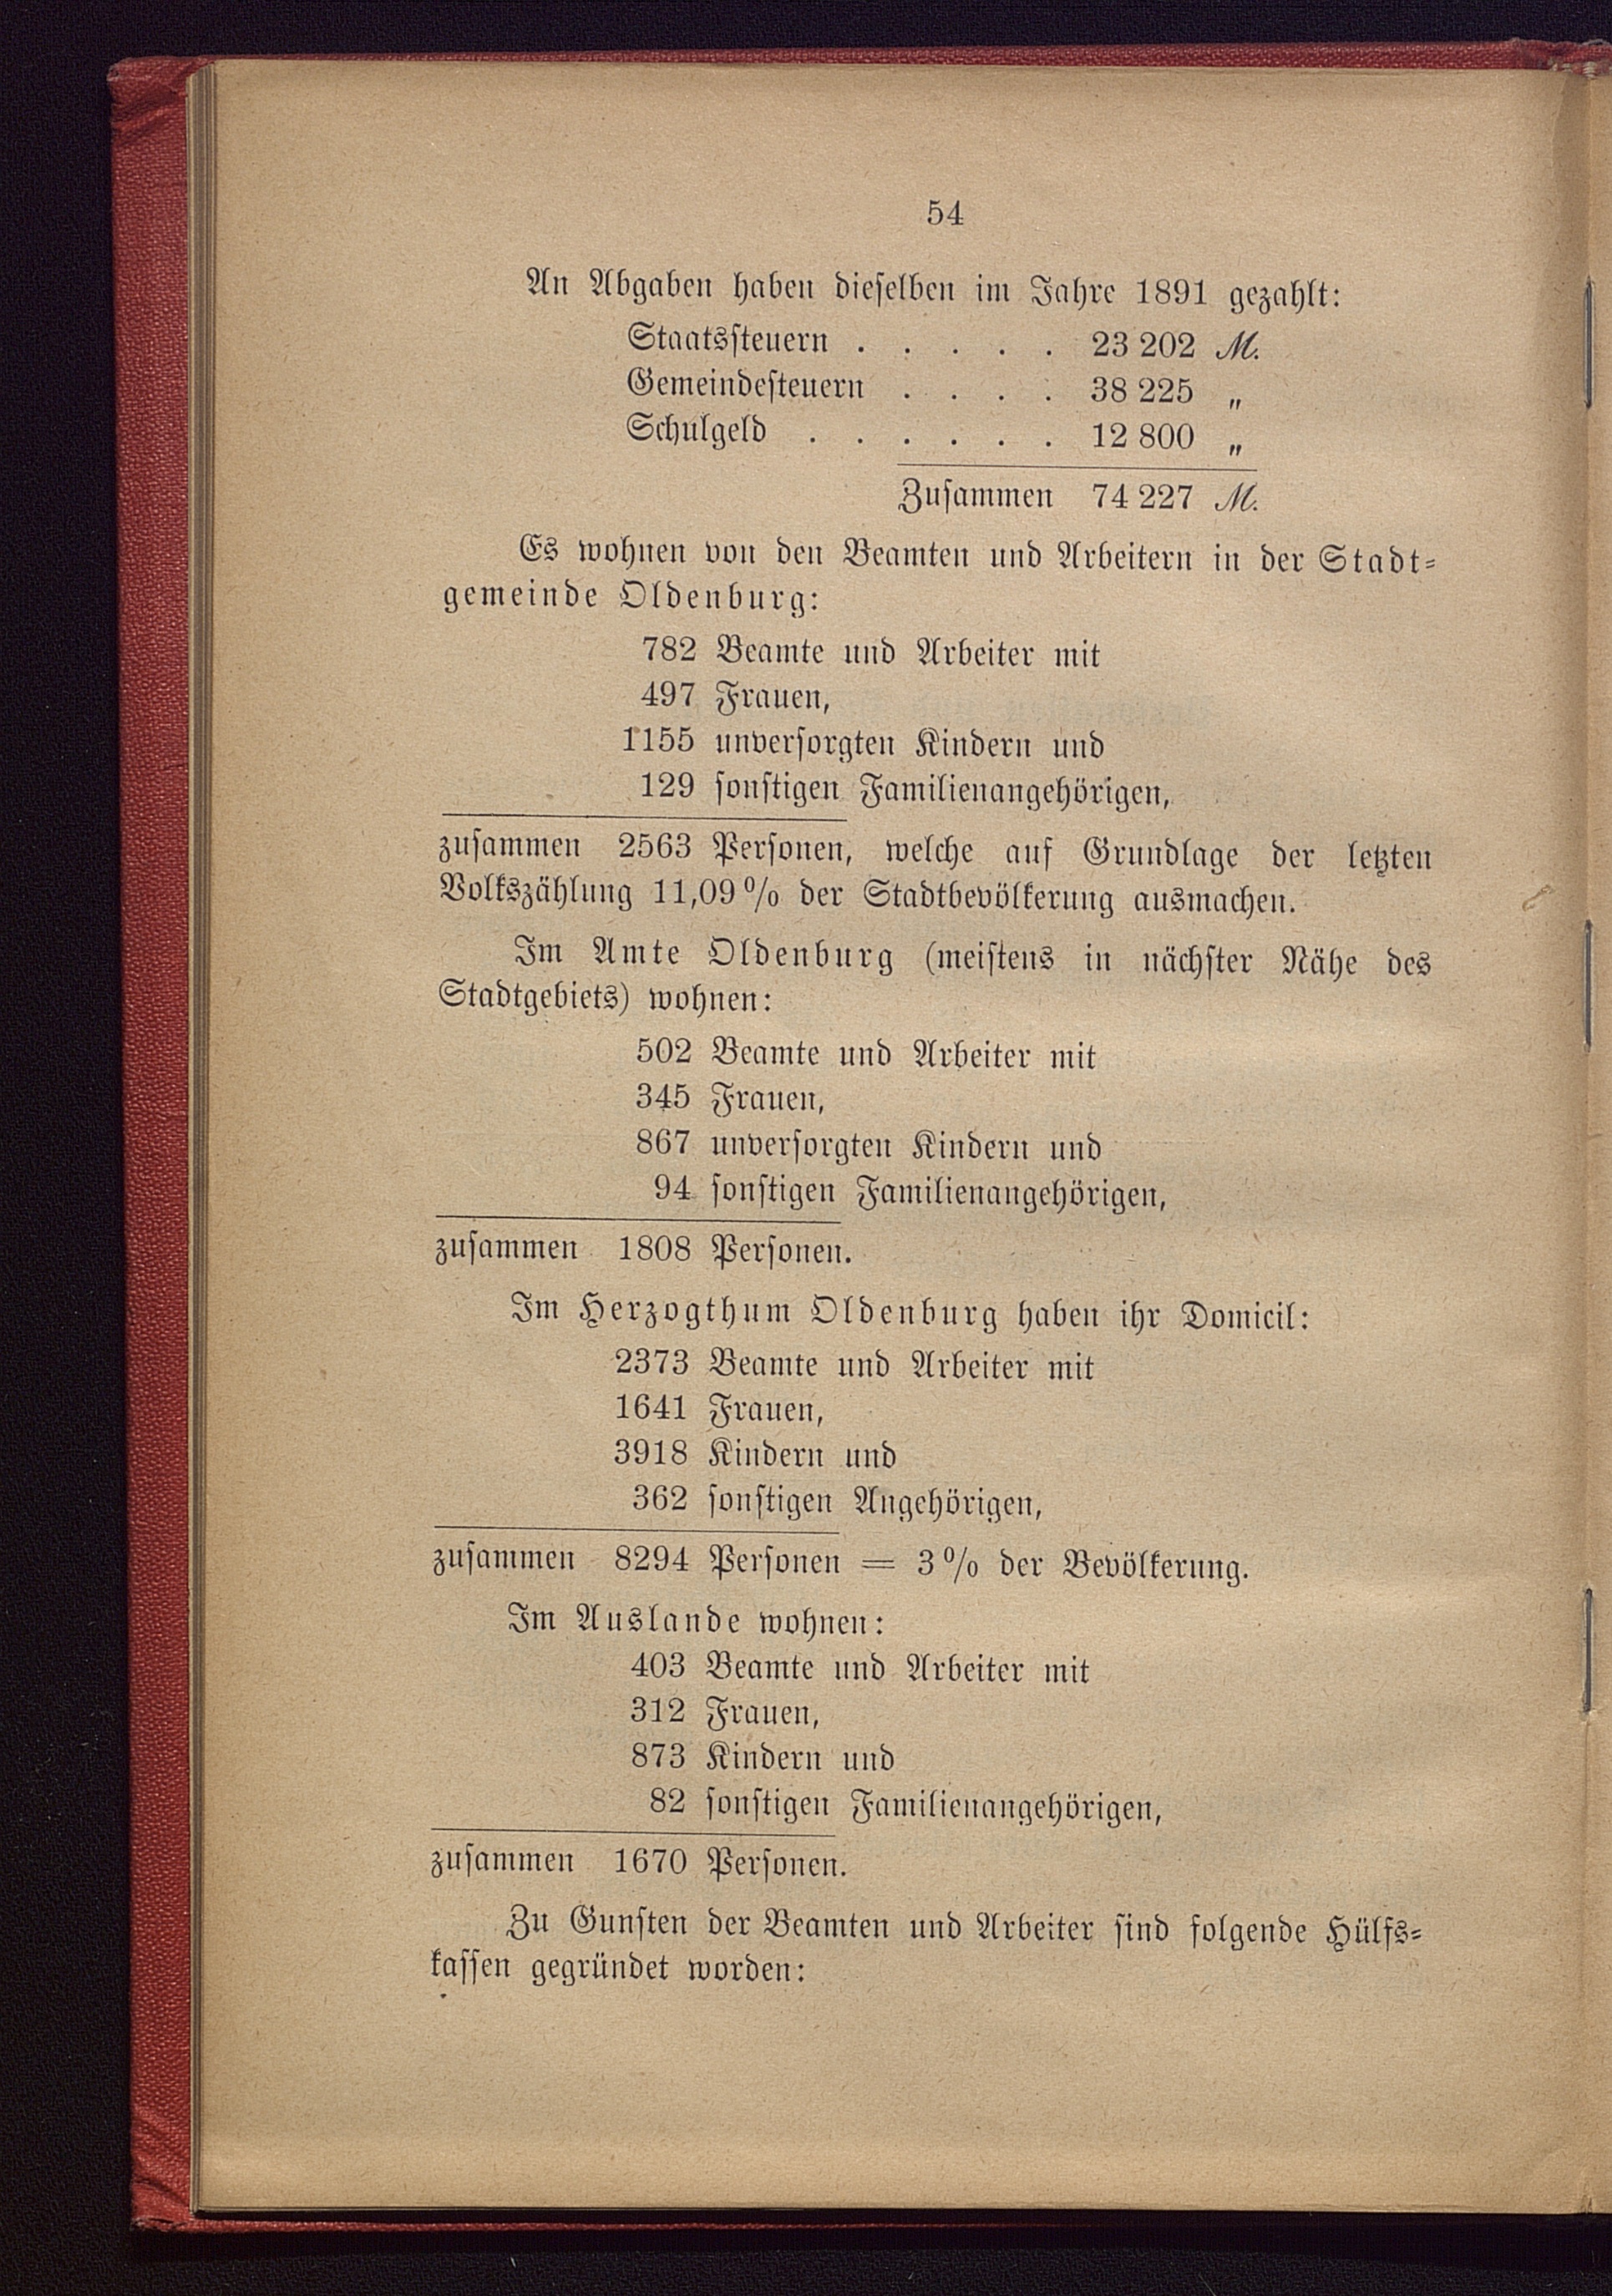 54
An Abgaben haben dieselben im Jahre 1891 gezahlt:
Staatssteuern . . . . . 23 202 M.
Gemeindesteuern . . . . 38 225 „
Schulgeld . . . . . . 12 800 „
Zusammen 74 227 M.
Es wohnen von den Beamten und Arbeitern in der Stadt-
gemeinde Oldenburg:
782 Beamte und Arbeiter mit
497 Frauen,
1155 unversorgten Kindern und
129 sonstigen Familienangehörigen,
zusammen 2563 Personen, welche auf Grundlage der letzten
Volkszählung 11,09% der Stadtbevölkerung ausmachen.
Im Amte Oldenburg (meistens in nächster Nähe des
Stadtgebiets) wohnen:
502 Beamte und Arbeiter mit
345 Frauen,
867 unversorgten Kindern und
94 sonstigen Familienangehörigen,
zusammen 1808 Personen.
Im Herzogthum Oldenburg haben ihr Domicil:
2373 Beamte und Arbeiter mit
1641 Frauen,
3918 Kindern und
362 sonstigen Angehörigen,
zusammen 8294 Personen = 3% der Bevölkerung.
Im Auslande wohnen:
403 Beamte und Arbeiter mit
312 Frauen,
873 Kindern und
82 sonstigen Familienangehörigen,
zusammen 1670 Personen.
Zu Gunsten der Beamten und Arbeiter sind folgende Hülfs-
kassen gegründet worden: